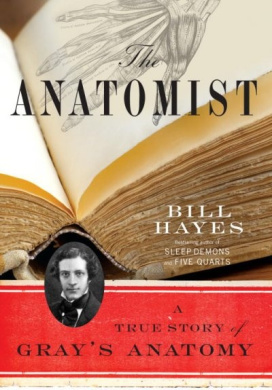 The
ANATOMIST
BILL
HAYES
Bestselling author of
SLEEP DEMONS
and FIVE QUARTS
A
TRUE STORY of
GRAY'S ANATOMY